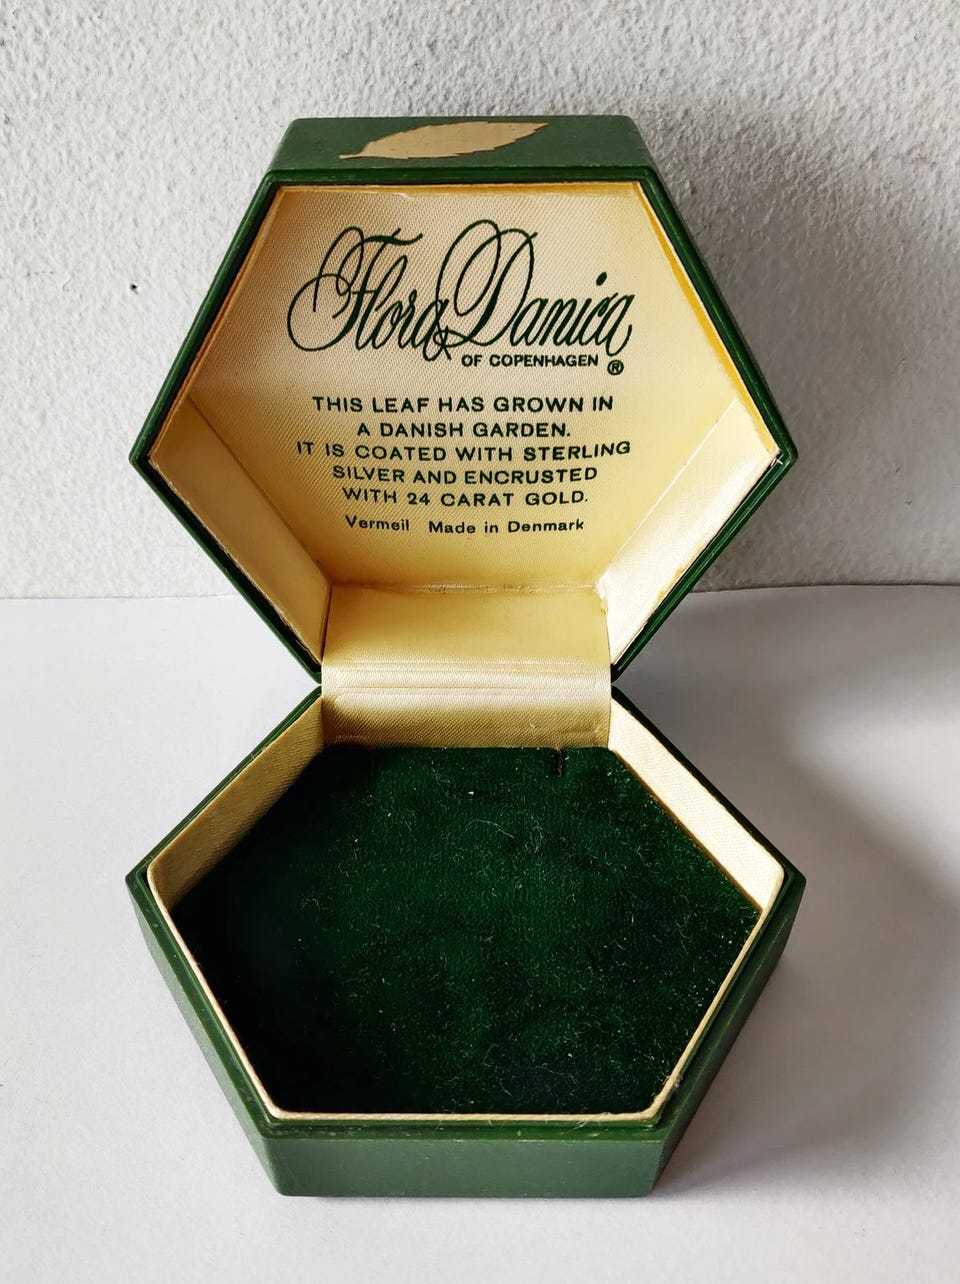 Flora Danica
OF COPENHAGEN ®
THIS LEAF HAS GROWN IN
A DANISH GARDEN.
IT IS COATED WITH STERLING
SILVER AND ENCRUSTED
WITH 24 CARAT GOLD.
Vermeil Made in Denmark